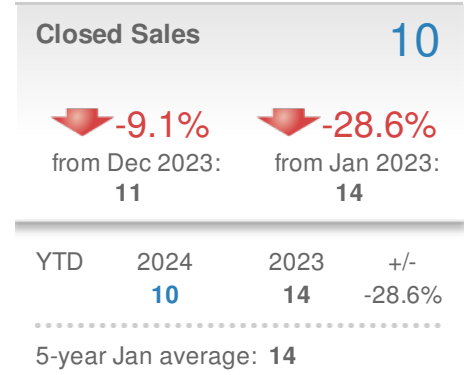 Closed Sales 10
-9.1% -28.6%
from Dec 2023: from Jan 2023:
11 14
YTD 2024 2023 +/-
10 14 -28.6%
5-year Jan average: 14